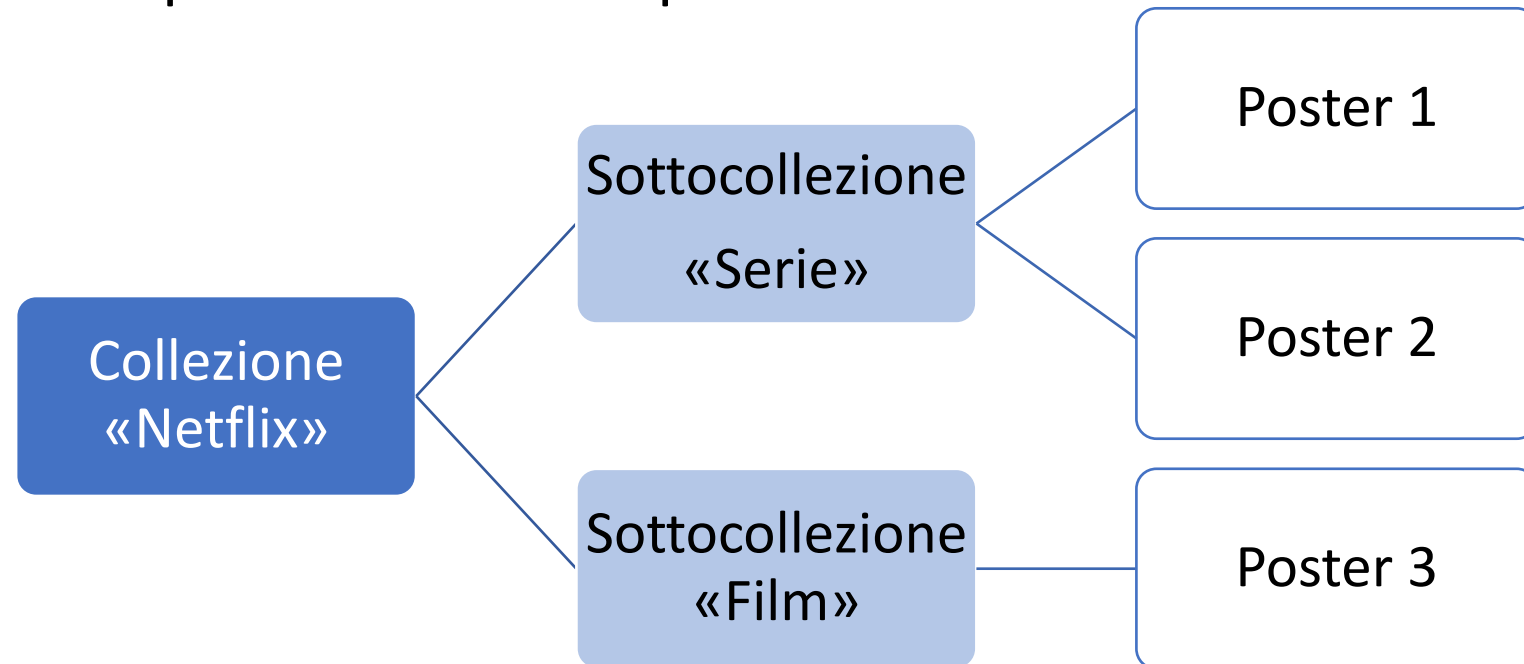 Collezione
«Netflix»
Sottocollezione
«Serie»
Sottocollezione
«Film»
Poster 1
Poster 2
Poster 3